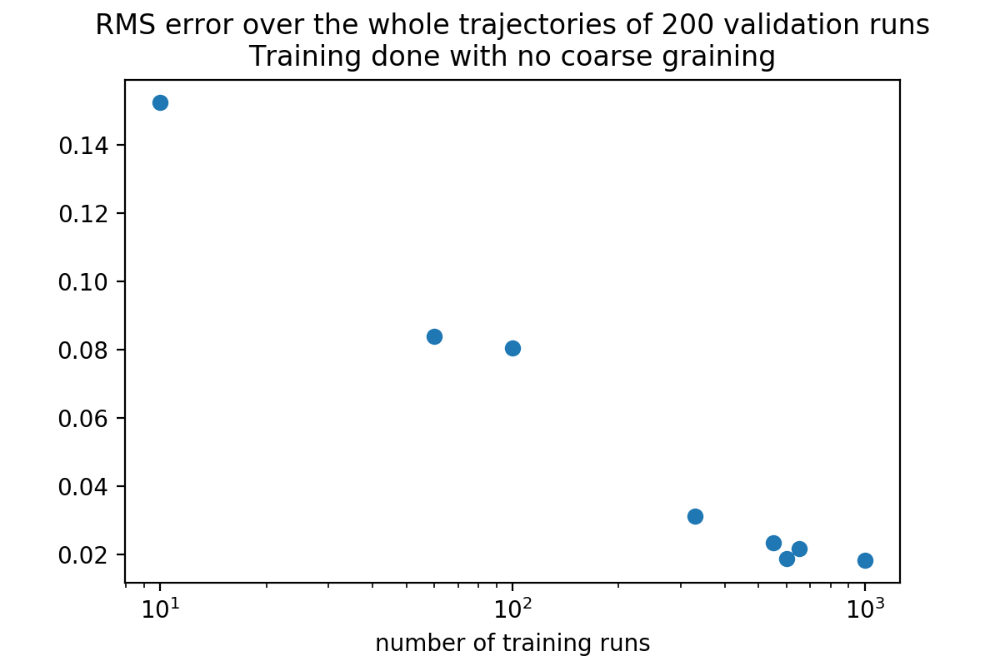 RMS error over the whole trajectories of 200 validation runs
Training done with no coarse graining
0.14
0.12
0.10
0.08
0.06
0.04
0.02
10¹ 10² 10³
number of training runs